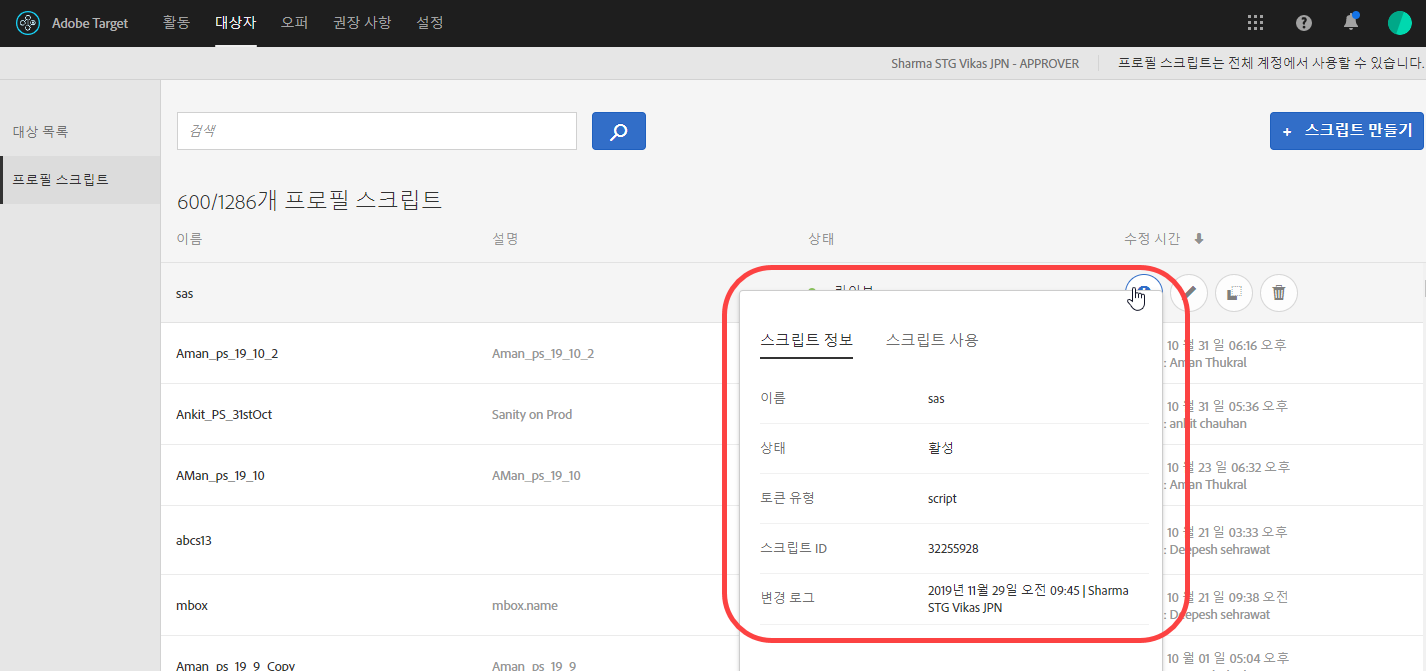 Adobe Target 활동 대상자 오퍼 권장 사항 설정
Sharma STG Vikas JPN - APPROVER 프로필 스크립트는 전체 계정에서 사용할 수 있습니다.
대상 목록
프로필 스크립트
검색
+ 스크립트 만들기
600/1286개 프로필 스크립트
이름 설명 상태 수정 시간
sas 라이브
Aman_ps_19_10_2 Aman_ps_19_10_2 10 월 31 일 06:16 오후
: Aman Thukral
Ankit_PS_31stOct Sanity on Prod 10 월 31 일 05:36 오후
: ankit chauhan
AMan_ps_19_10 AMan_ps_19_10 10 월 23 일 06:32 오후
: Aman Thukral
abcs13 10 월 21 일 03:33 오후
: Deepesh sehrawat
mbox mbox.name 10 월 21 일 09:38 오전
: Deepesh sehrawat
Aman_ps_19_9_Copy Aman_ps_19_9 10 월 01 일 05:04 오후
스크립트 정보 스크립트 사용
이름 sas
상태 활성
토큰 유형 script
스크립트 ID 32255928
변경 로그 2019년 11월 29일 오전 09:45 | Sharma
STG Vikas JPN